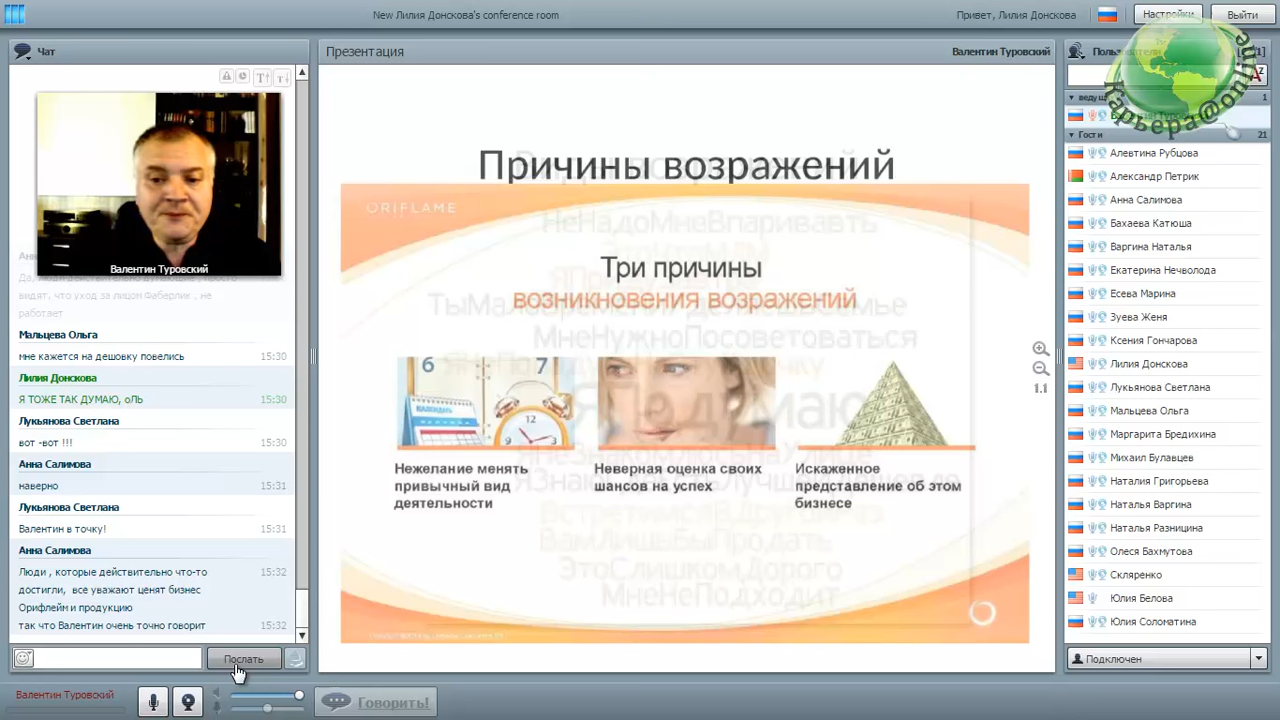 New Лилия Донскова's conference room
Привет, Лилия Донскова
Настройки
Выйти
Чат
Валентин Туровский
видят, что уход за лицом Фаберлик , не
работает
Мальцева Ольга
мне кажется на дешовку повелись 15:30
Лилия Донскова
Я ТОЖЕ ТАК ДУМАЮ, оЛЬ 15:30
Лукьянова Светлана
вот -вот !!! 15:30
Анна Салимова
наверно 15:31
Лукьянова Светлана
Валентин в точку! 15:31
Анна Салимова
Люди , которые действительно что-то 15:32
достигли, все уважают ценят бизнес
Орифлейм и продукцию
так что Валентин очень точно говорит 15:32
Послать
Валентин Туровский
Говорить!
Презентация
Валентин Туровский
Причины возражений
ORIFLAME
НеНадоМнеВпаривать
Три причины
возникновения возражений
МнеНужноПосоветоваться
6 7
КАЛЕНДАРЬ
12
Нежелание менять
привычный вид
деятельности
Неверная оценка своих
шансов на успех
Искаженное
представление об этом
бизнесе
ЭтоСлишкомДорого
МнеНеПодходит
1.1
Карьера@online
Пользователи
1]
AZ
ведущ 1
Гости 21
Алевтина Рубцова
Александр Петрик
Анна Салимова
Бахаева Катюша
Варгина Наталья
Екатерина Нечволода
Есева Марина
Зуева Женя
Ксения Гончарова
Лилия Донскова
Лукьянова Светлана
Мальцева Ольга
Маргарита Бредихина
Михаил Булавцев
Наталия Григорьева
Наталья Варгина
Наталья Разницина
Олеся Бахмутова
Скляренко
Юлия Белова
Юлия Соломатина
Подключен